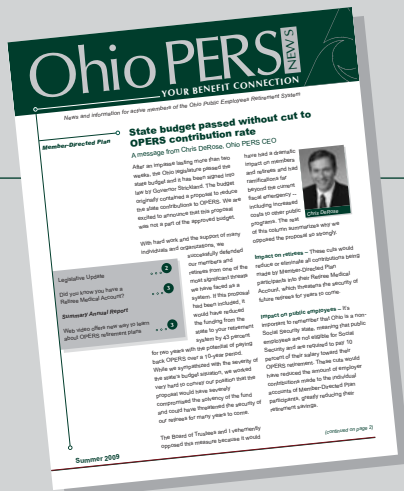 Ohio PERS
NEWS
YOUR BENEFIT CONNECTION
News and information for active members of the Ohio Public Employees Retirement System
Member-Directed Plan
State budget passed without cut to
OPERS contribution rate
A message from Chris DeRose, Ohio PERS CEO
After an impasse lasting more than two
weeks, the Ohio legislature passed the
state budget and it has been signed into
law by Governor Strickland. The budget
originally contained a proposal to reduce
the state contributions to OPERS. We are
excited to announce that this proposal
was not a part of the approved budget.
With hard work and the support of many
individuals and organizations, we
successfully defended
our members and
retirees from one of the
most significant threats
we have faced as a
system. If this proposal
had been included, it
would have reduced
the funding from the
state to your retirement
system by 43 percent
for two years with the potential of paying
back OPERS over a 10-year period.
While we sympathized with the severity of
the state's budget situation, we worked
very hard to convey our position that the
proposal would have severely
compromised the solvency of the fund
and could have threatened the security of
our retirees for many years to come.
The Board of Trustees and I vehemently
opposed this measure because it would
have had a dramatic
impact on members
and retirees and had
ramifications far
beyond the current
fiscal emergency –
including increased
costs to other public
programs. The rest
of this column summarizes why we
opposed the proposal so strongly.
Chris DeRose
Impact on retirees – These cuts would
reduce or eliminate all contributions being
made by Member-Directed Plan
participants into their Retiree Medical
Account, which threatens the security of
future retirees for years to come.
Impact on public employees – It's
important to remember that Ohio is a non-
Social Security state, meaning that public
employees are not eligible for Social
Security and are required to pay 10
percent of their salary toward their
OPERS retirement. These cuts would
have reduced the amount of employer
contributions made to the individual
accounts of Member-Directed Plan
participants, greatly reducing their
retirement savings.
(continued on page 2)
Legislative Update 2
Did you know you have a
Retiree Medical Account? 3
Summary Annual Report
Web video offers new way to learn
about OPERS retirement plans 3
Summer 2009